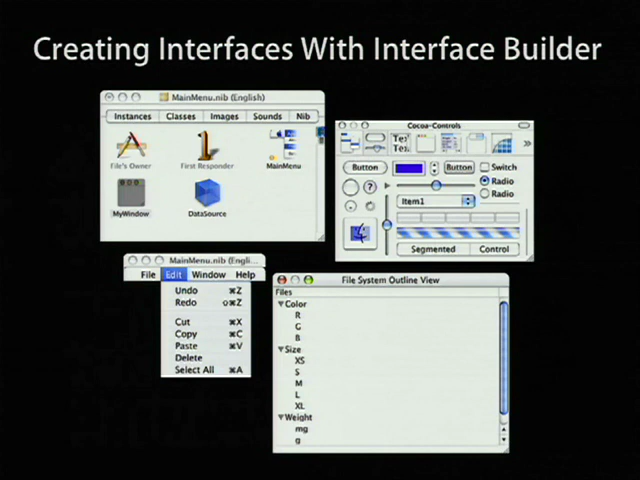 Creating Interfaces With Interface Builder
MainMenu.nib (English)
Instances Classes Images Sounds Nib
File's Owner First Responder MainMenu
MyWindow DataSource
Cocoa-Controls
Button Button Switch
? Radio
Radio
Item1
Segmented Control
MainMenu.nib (Engli...
File Edit Window Help
Undo ⌘Z
Redo ⇧⌘Z
Cut ⌘X
Copy ⌘C
Paste ⌘V
Delete
Select All ⌘A
File System Outline View
Files
Color
R
G
B
Size
XS
S
M
L
XL
Weight
mg
g